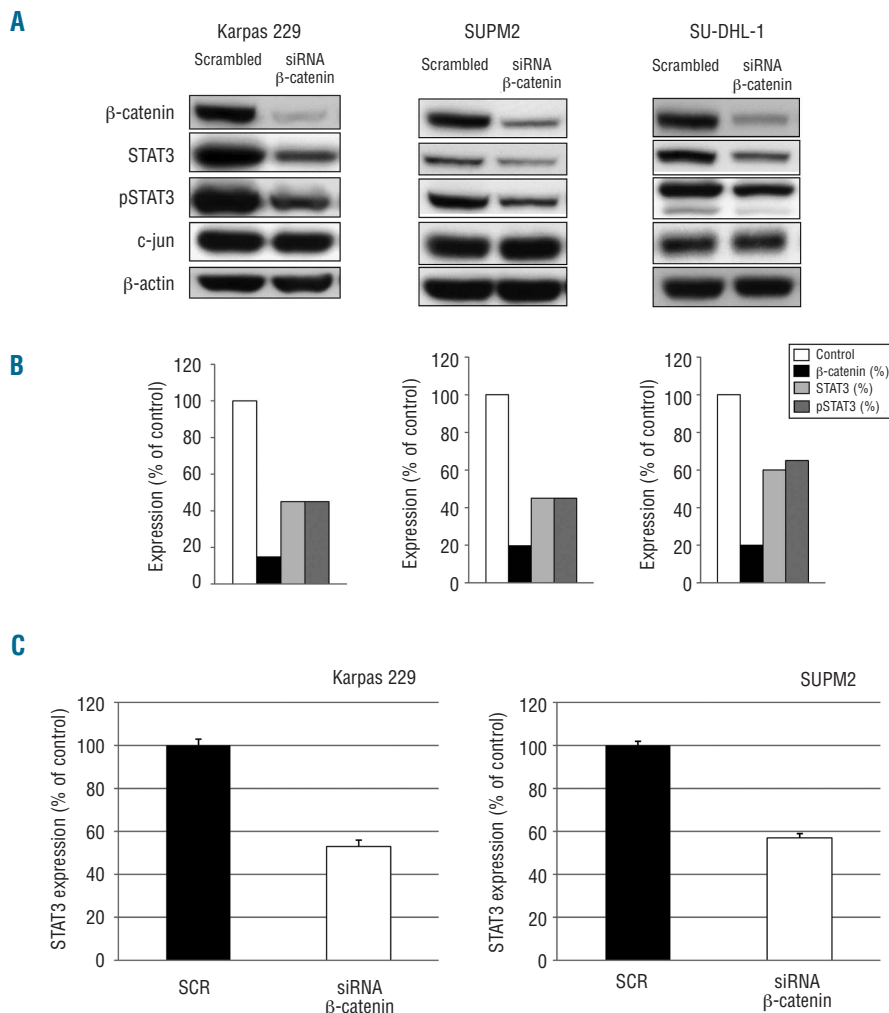 A
Karpas 229
SUPM2
SU-DHL-1
Scrambled
siRNA
β-catenin
Scrambled
siRNA
β-catenin
Scrambled
siRNA
β-catenin
β-catenin
STAT3
pSTAT3
c-jun
β-actin
B
Control
β-catenin (%)
STAT3 (%)
pSTAT3 (%)
Expression (% of control)
120
100
80
60
40
20
0
Expression (% of control)
120
100
80
60
40
20
0
Expression (% of control)
120
100
80
60
40
20
0
C
Karpas 229
STAT3 expression (% of control)
120
100
80
60
40
20
0
SCR
siRNA
β-catenin
SUPM2
STAT3 expression (% of control)
120
100
80
60
40
20
0
SCR
siRNA
β-catenin